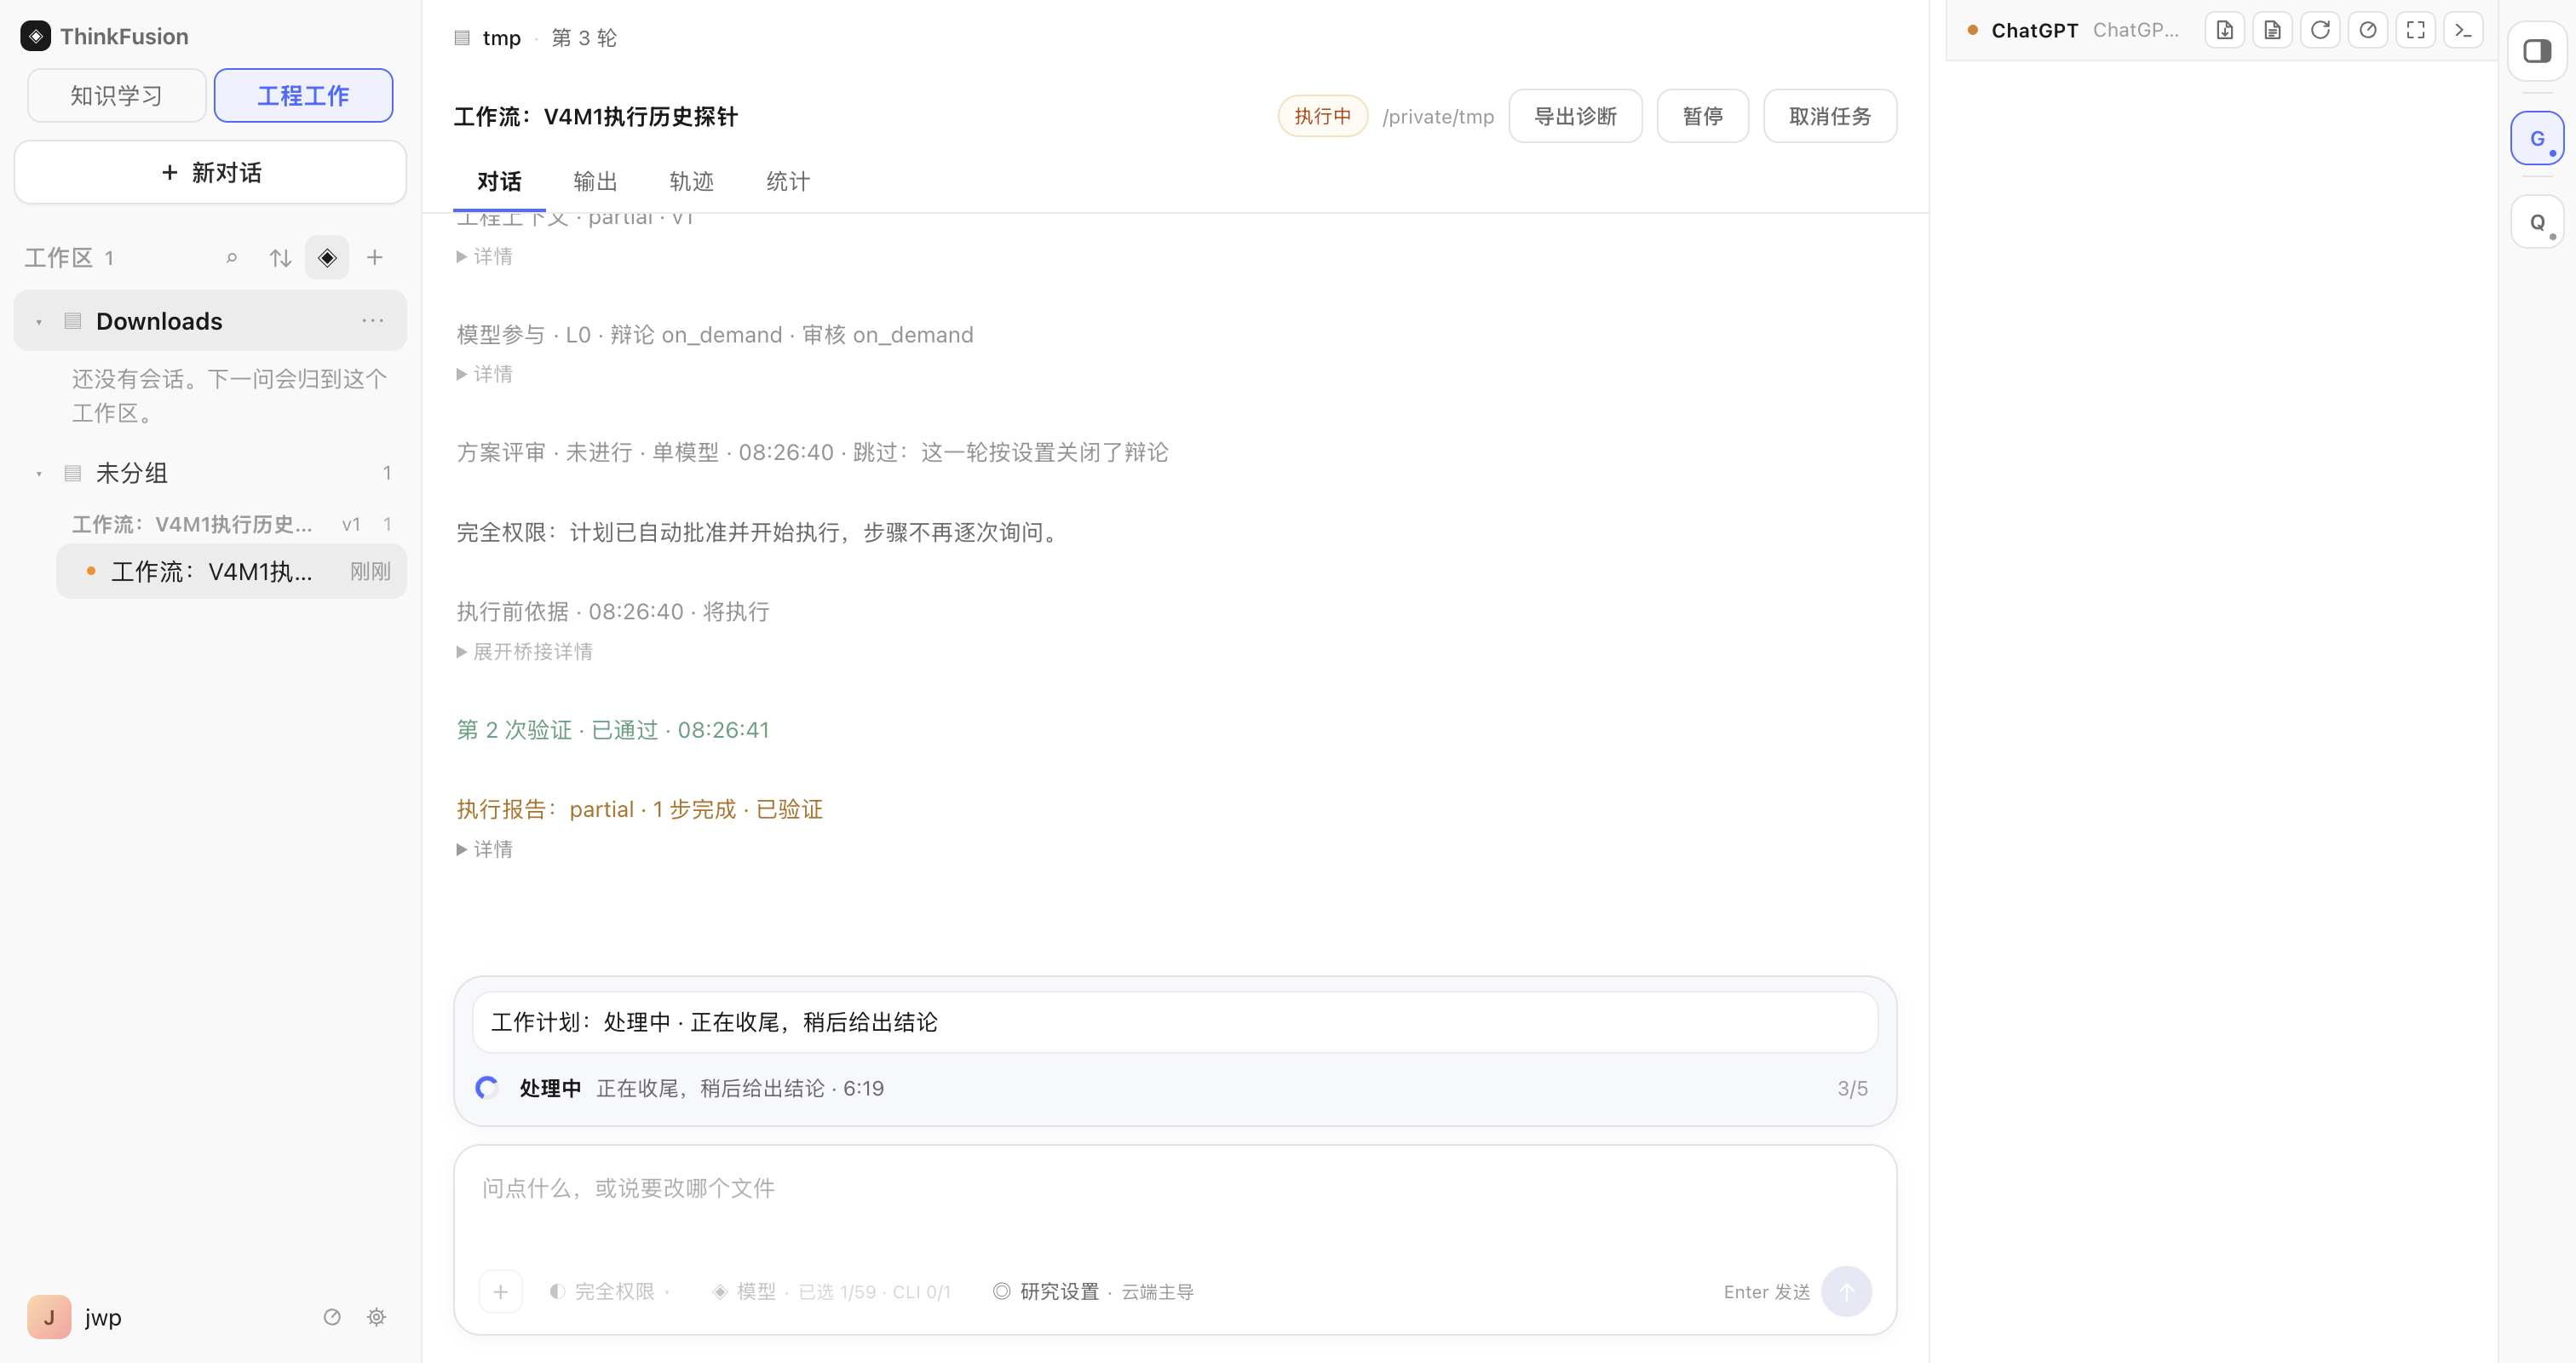 ThinkFusion
知识学习
工程工作
+ 新对话
工作区 1
Downloads
还没有会话。下一问会归到这个
工作区。
未分组 1
工作流：V4M1执行历史... v1 1
工作流：V4M1执... 刚刚
J jwp
tmp · 第 3 轮
工作流：V4M1执行历史探针
执行中 /private/tmp 导出诊断 暂停 取消任务
对话 输出 轨迹 统计
工程上下文 · partial · v1
详情
模型参与 · L0 · 辩论 on_demand · 审核 on_demand
详情
方案评审 · 未进行 · 单模型 · 08:26:40 · 跳过：这一轮按设置关闭了辩论
完全权限：计划已自动批准并开始执行，步骤不再逐次询问。
执行前依据 · 08:26:40 · 将执行
展开桥接详情
第 2 次验证 · 已通过 · 08:26:41
执行报告：partial · 1 步完成 · 已验证
详情
工作计划：处理中 · 正在收尾，稍后给出结论
处理中 正在收尾，稍后给出结论 · 6:19 3/5
问点什么，或说要改哪个文件
完全权限 · 模型 · 已选 1/59 · CLI 0/1 研究设置 · 云端主导 Enter 发送
ChatGPT ChatGP...
G
Q